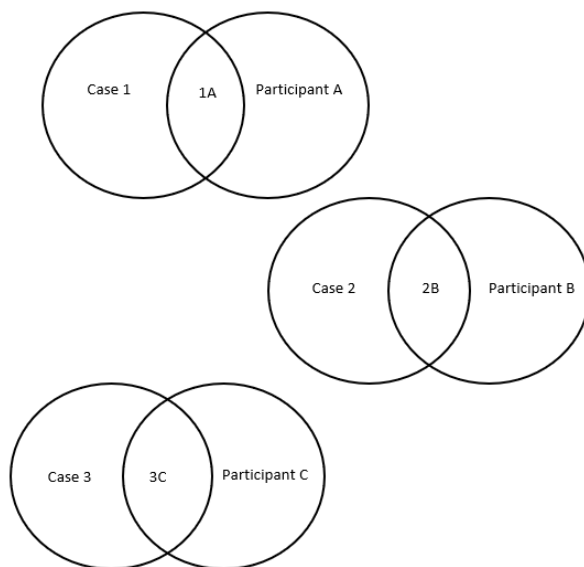 Case 1
1A
Participant A
Case 2
2B
Participant B
Case 3
3C
Participant C